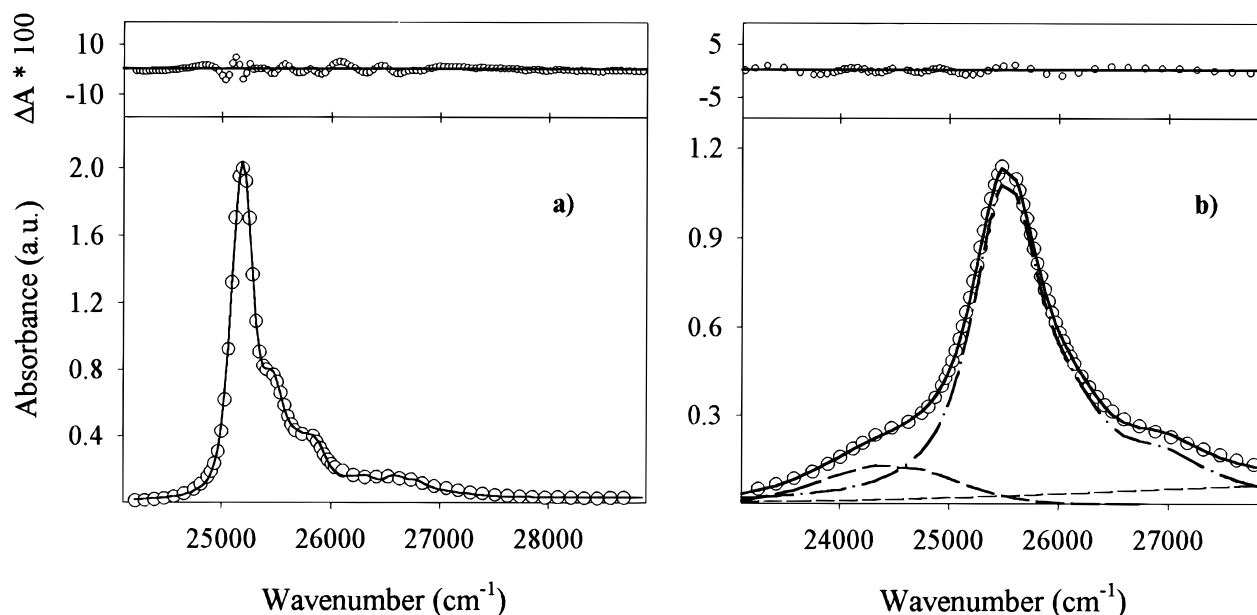 ΔA * 100
10
-10
Absorbance (a.u.)
2.0
1.6
1.2
0.8
0.4
a)
25000 26000 27000 28000
Wavenumber (cm⁻¹)
5
-5
1.2
0.9
0.6
0.3
b)
24000 25000 26000 27000
Wavenumber (cm⁻¹)